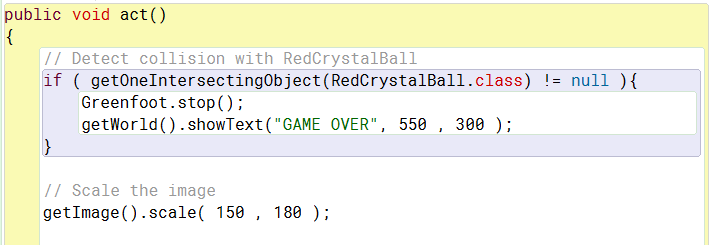 public void act()
{
// Detect collision with RedCrystalBall
if ( getOneIntersectingObject(RedCrystalBall.class) != null ){
Greenfoot.stop();
getWorld().showText("GAME OVER", 550 , 300 );
}
// Scale the image
getImage().scale( 150 , 180 );